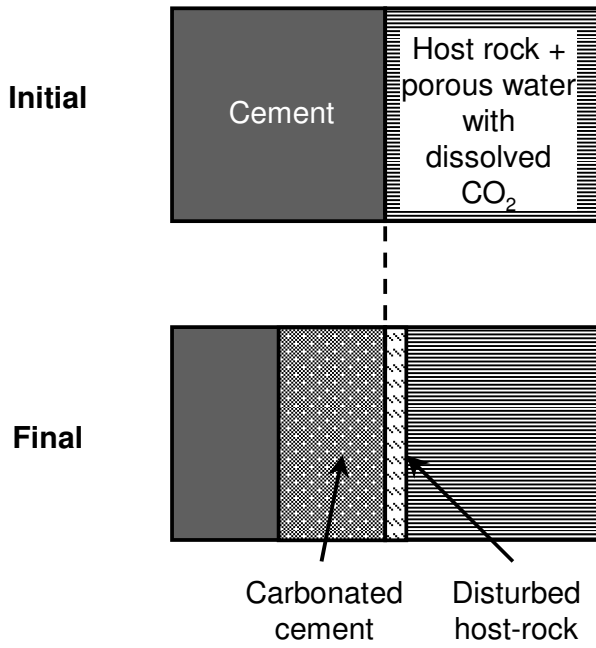 Initial
Cement
Host rock +
porous water
with
dissolved
CO₂
Final
Carbonated
cement
Disturbed
host-rock